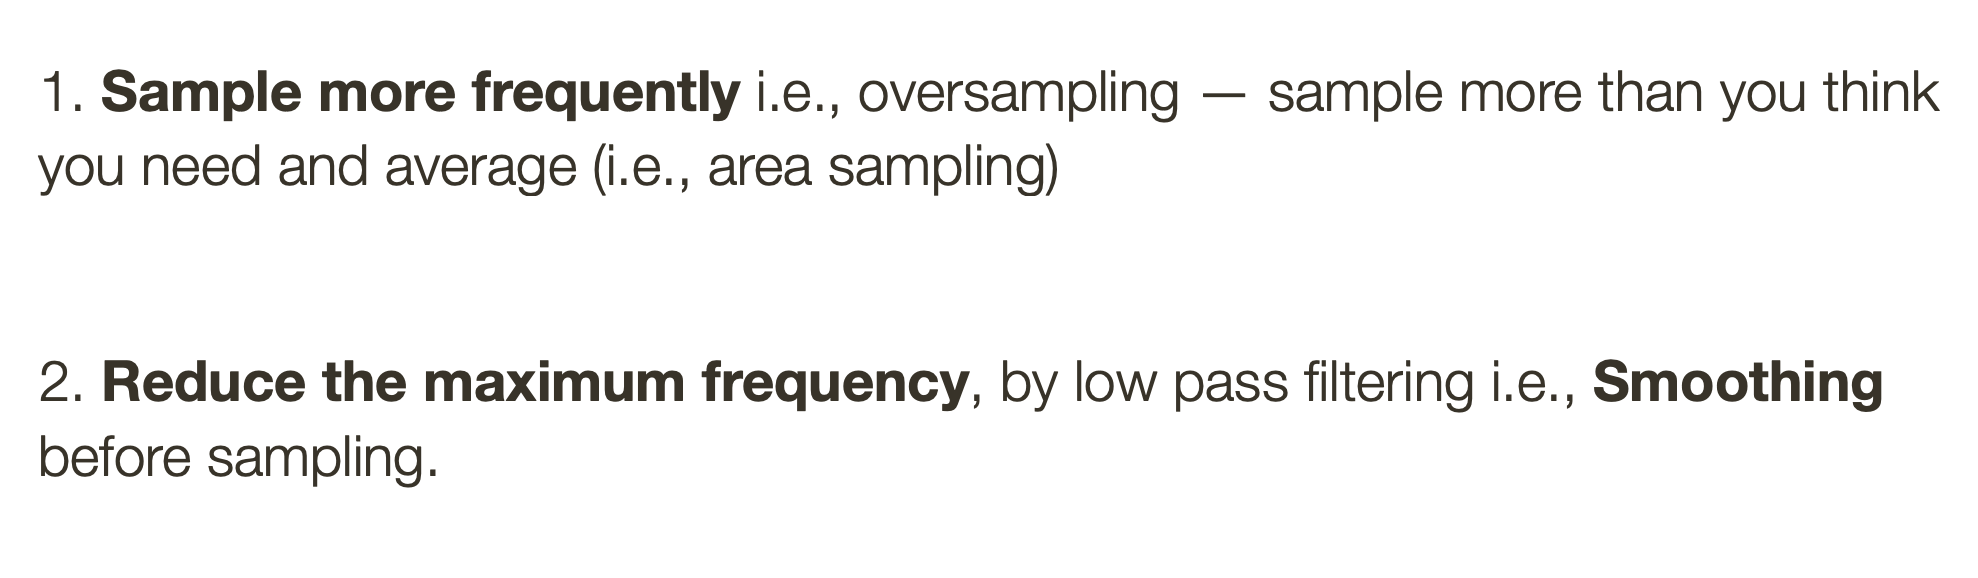 1. Sample more frequently i.e., oversampling — sample more than you think
you need and average (i.e., area sampling)
2. Reduce the maximum frequency, by low pass filtering i.e., Smoothing
before sampling.